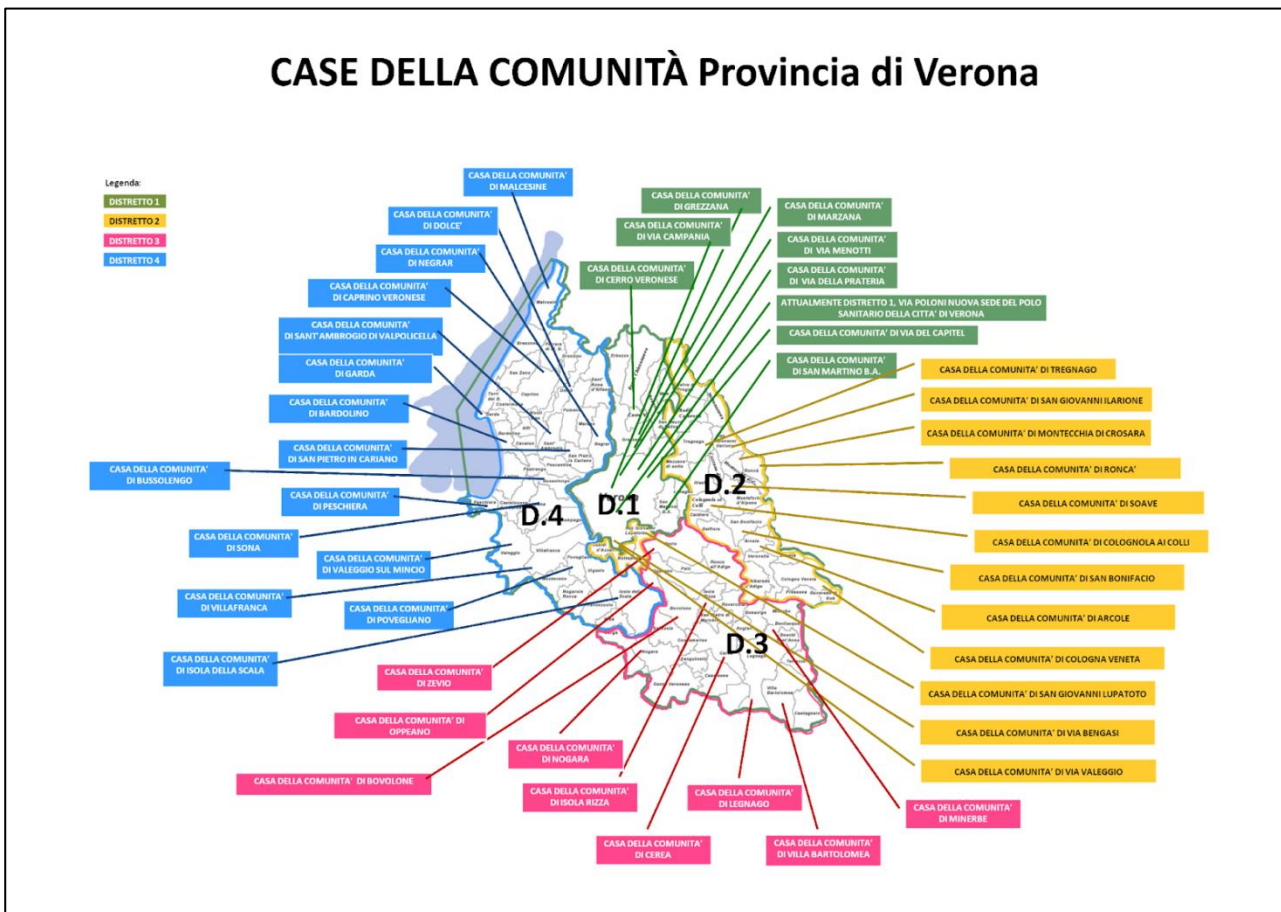 CASE DELLA COMUNITÀ Provincia di Verona
Legenda:
DISTRETTO 1
DISTRETTO 2
DISTRETTO 3
DISTRETTO 4
CASA DELLA COMUNITA'
DI MALCESINE
CASA DELLA COMUNITA'
DI DOLCE'
CASA DELLA COMUNITA'
DI NEGRAR
CASA DELLA COMUNITA'
DI CAPRINO VERONESE
CASA DELLA COMUNITA'
DI SANT'AMBROGIO DI VALPOLICELLA
CASA DELLA COMUNITA'
DI GARDA
CASA DELLA COMUNITA'
DI BARDOLINO
CASA DELLA COMUNITA'
DI SAN PIETRO IN CARIANO
CASA DELLA COMUNITA'
DI BUSSOLENGO
CASA DELLA COMUNITA'
DI PESCHIERA
CASA DELLA COMUNITA'
DI SONA
CASA DELLA COMUNITA'
DI VALEGGIO SUL MINCIO
CASA DELLA COMUNITA'
DI VILLAFRANCA
CASA DELLA COMUNITA'
DI POVEGLIANO
CASA DELLA COMUNITA'
DI ISOLA DELLA SCALA
CASA DELLA COMUNITA'
DI GREZZANA
CASA DELLA COMUNITA'
DI VIA CAMPANIA
CASA DELLA COMUNITA'
DI CERRO VERONESE
CASA DELLA COMUNITA'
DI MARZANA
CASA DELLA COMUNITA'
DI VIA MENOTTI
CASA DELLA COMUNITA'
DI VIA DELLA PRATERIA
ATTUALMENTE DISTRETTO 1, VIA POLONI NUOVA SEDE DEL POLO
SANITARIO DELLA CITTA' DI VERONA
CASA DELLA COMUNITA' DI VIA DEL CAPITEL
CASA DELLA COMUNITA'
DI SAN MARTINO B.A.
CASA DELLA COMUNITA' DI TREGNAGO
CASA DELLA COMUNITA' DI SAN GIOVANNI ILARIONE
CASA DELLA COMUNITA' DI MONTECCHIA DI CROSARA
CASA DELLA COMUNITA' DI RONCA'
CASA DELLA COMUNITA' DI SOAVE
CASA DELLA COMUNITA' DI COLOGNOLA AI COLLI
CASA DELLA COMUNITA' DI SAN BONIFACIO
CASA DELLA COMUNITA' DI ARCOLE
CASA DELLA COMUNITA' DI COLOGNA VENETA
CASA DELLA COMUNITA' DI SAN GIOVANNI LUPATOTO
CASA DELLA COMUNITA' DI VIA BENGASI
CASA DELLA COMUNITA' DI VIA VALEGGIO
D.1
D.2
D.3
D.4
CASA DELLA COMUNITA'
DI ZEVIO
CASA DELLA COMUNITA' DI
OPPEANO
CASA DELLA COMUNITA' DI BOVOLONE
CASA DELLA COMUNITA'
DI NOGARA
CASA DELLA COMUNITA'
DI ISOLA RIZZA
CASA DELLA COMUNITA'
DI CEREA
CASA DELLA COMUNITA'
DI LEGNAGO
CASA DELLA COMUNITA'
DI VILLA BARTOLOMEA
CASA DELLA COMUNITA'
DI MINERBE